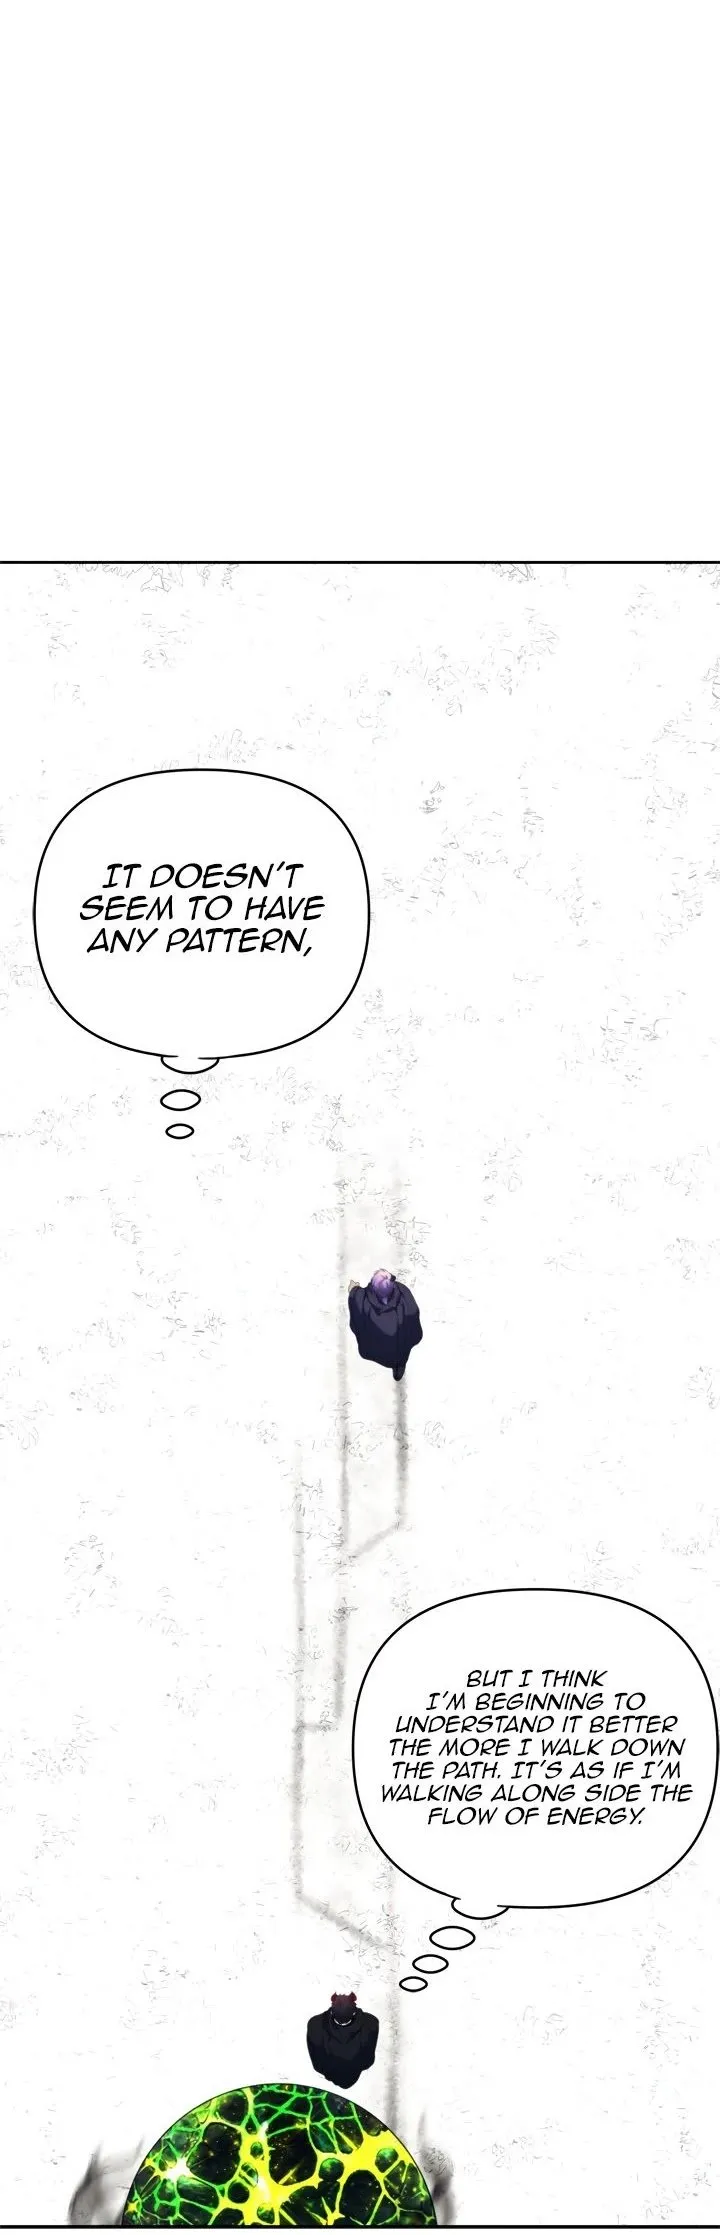 IT DOESN'T
SEEM TO HAVE
ANY PATTERN,
BUT I THINK
I'M BEGINNING TO
UNDERSTAND IT BETTER
THE MORE I WALK DOWN
THE PATH. IT'S AS IF I'M
WALKING ALONG SIDE THE
FLOW OF ENERGY.